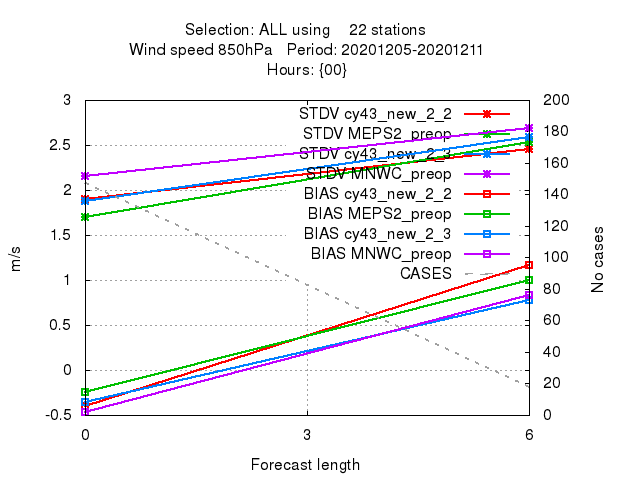 Selection: ALL using    22 stations
Wind speed 850hPa   Period: 20201205-20201211
Hours: {00}
3
2.5
2
1.5
1
0.5
0
-0.5
m/s
200
180
160
140
120
100
80
60
40
20
0
No cases
STDV cy43_new_2_2
STDV MEPS2_preop
STDV cy43_new_2_3
STDV MNWC_preop
BIAS cy43_new_2_2
BIAS MEPS2_preop
BIAS cy43_new_2_3
BIAS MNWC_preop
CASES
0 3 6
Forecast length